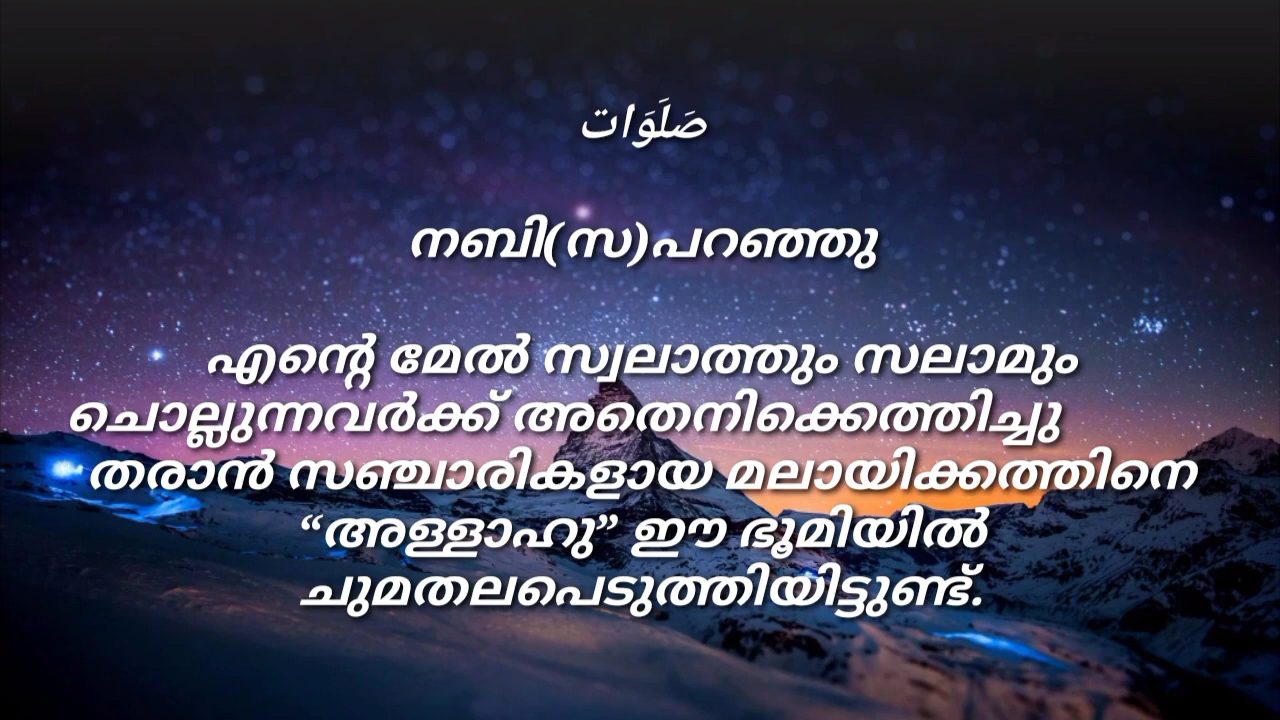 صَلَوَات
നബി(സ)പറഞ്ഞു
എന്റെ മേൽ സ്വലാത്തും സലാമും
ചൊല്ലുന്നവർക്ക് അതെനിക്കെത്തിച്ചു
തരാൻ സഞ്ചാരികളായ മലായിക്കത്തിനെ
“അള്ളാഹു” ഈ ഭൂമിയിൽ
ചുമതലപെടുത്തിയിട്ടുണ്ട്.